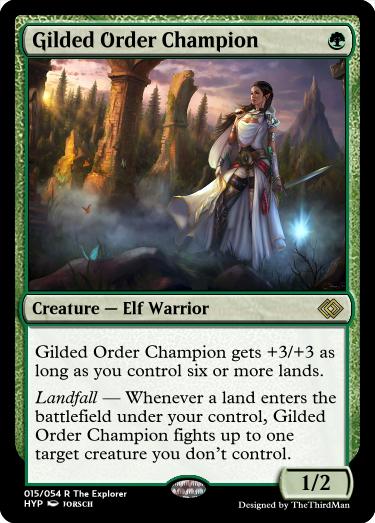 Gilded Order Champion
Creature — Elf Warrior
Gilded Order Champion gets +3/+3 as
long as you control six or more lands.
Landfall — Whenever a land enters the
battlefield under your control, Gilded
Order Champion fights up to one
target creature you don't control.
1/2
015/054 R The Explorer
HYP TORSCH
Designed by TheThirdMan